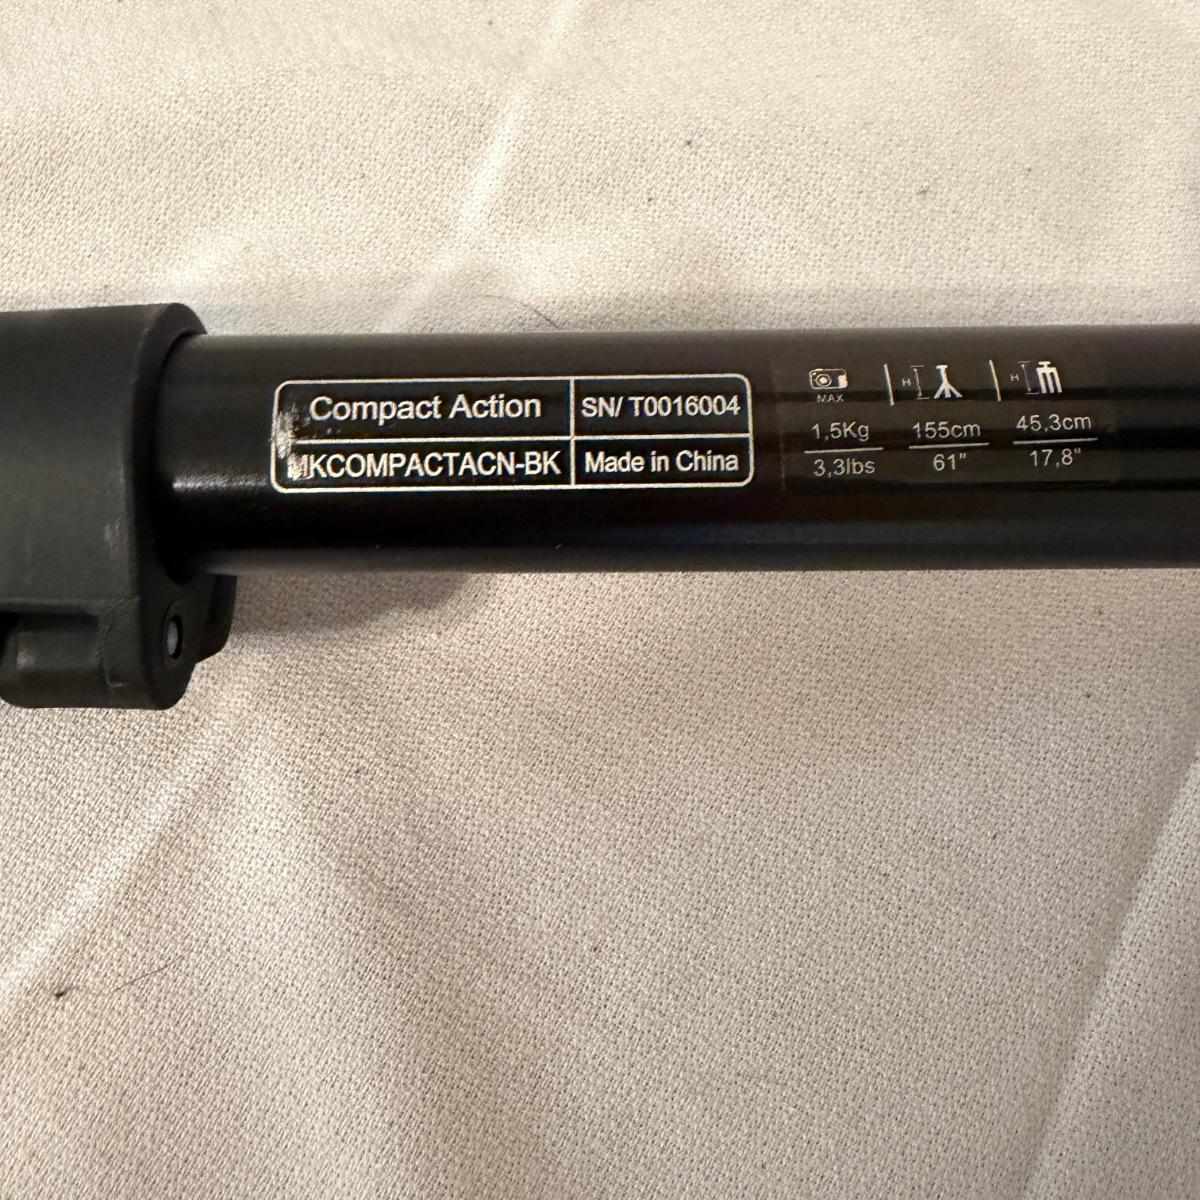 Compact Action
SN/ T0016004
MKCOMPACTACN-BK
Made in China
MAX
1,5Kg
3,3lbs
H
155cm
61"
H
45,3cm
17,8"